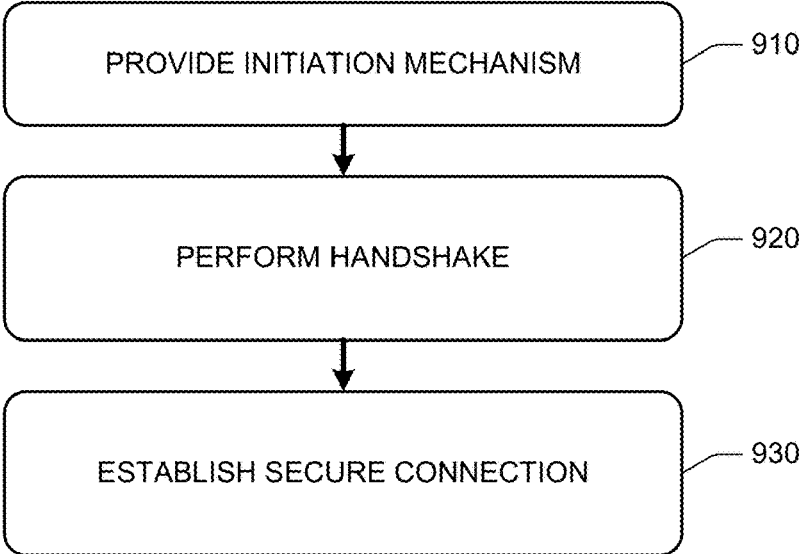 PROVIDE INITIATION MECHANISM
910
PERFORM HANDSHAKE
920
ESTABLISH SECURE CONNECTION
930